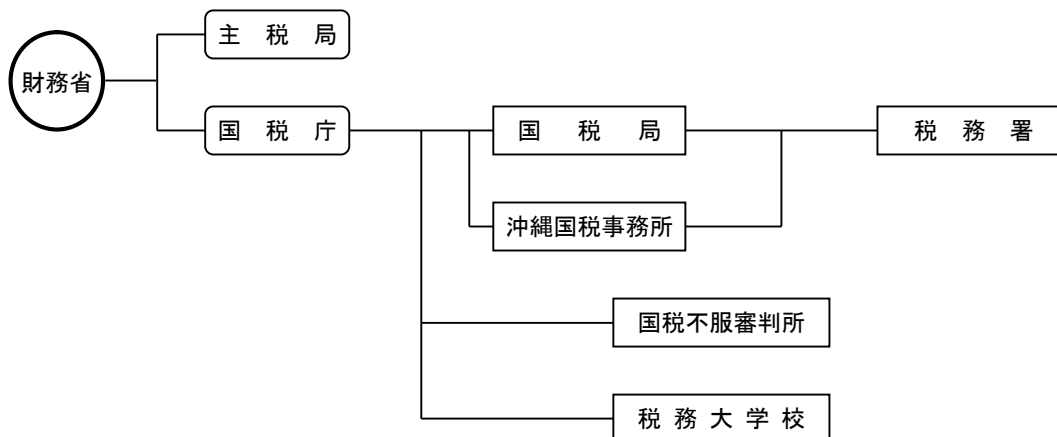 主税局
財務省
国税庁
国税局
税務署
沖縄国税事務所
国税不服審判所
税務大学校